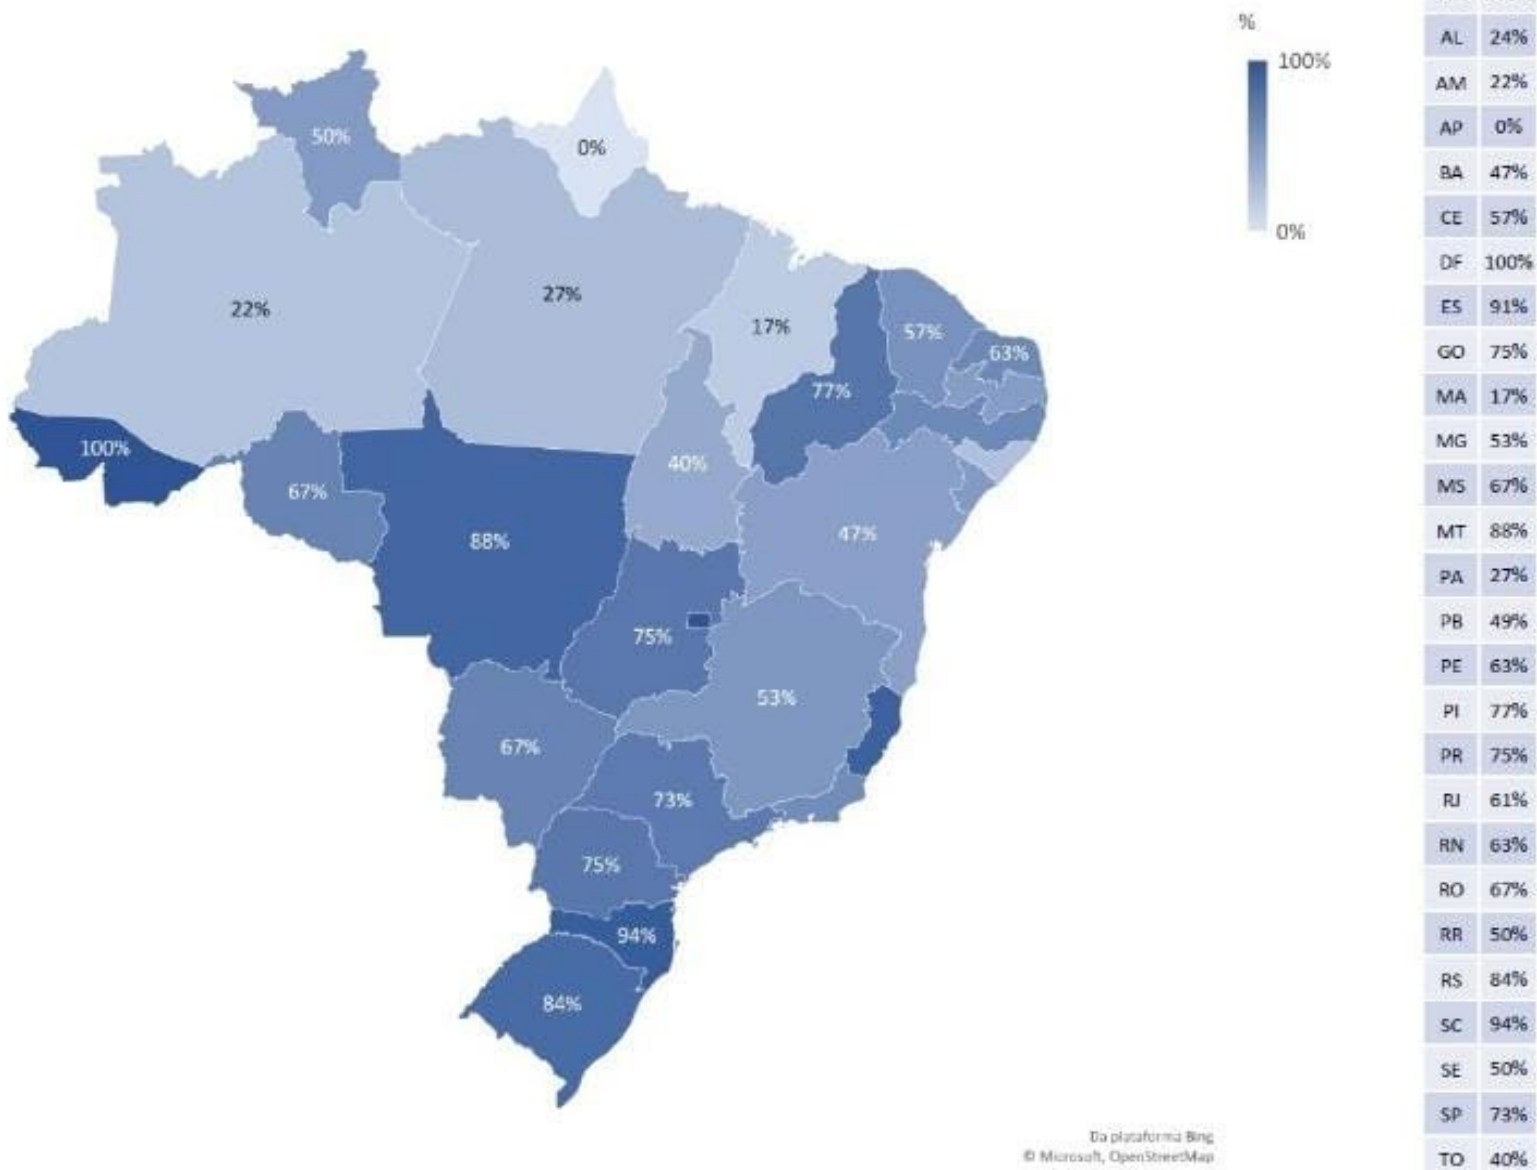 %
100%
0%
50%
0%
22%
27%
17%
57%
63%
77%
100%
40%
67%
88%
47%
75%
53%
67%
73%
75%
94%
84%
AL 24%
AM 22%
AP 0%
BA 47%
CE 57%
DF 100%
ES 91%
GO 75%
MA 17%
MG 53%
MS 67%
MT 88%
PA 27%
PB 49%
PE 63%
PI 77%
PR 75%
RJ 61%
RN 63%
RO 67%
RR 50%
RS 84%
SC 94%
SE 50%
SP 73%
TO 40%
Da plataforma Bing
© Microsoft, OpenStreetMap